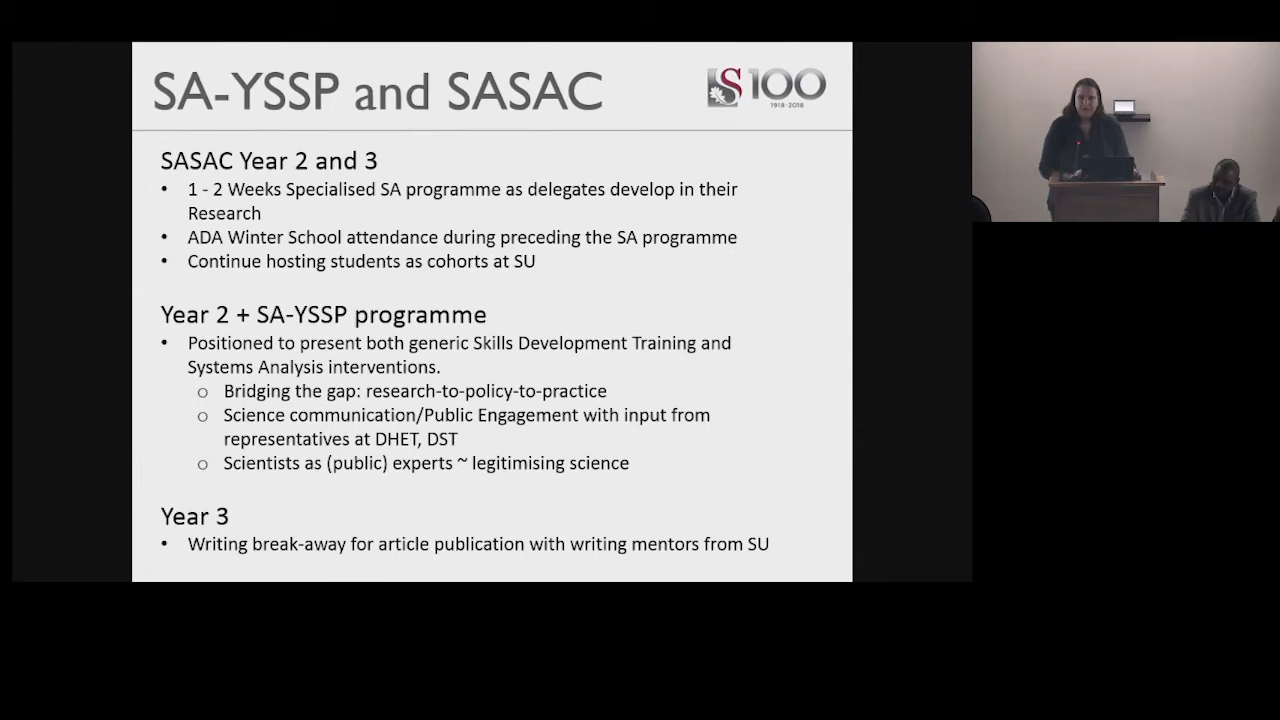 SA-YSSP and SASAC
S100
1918-2018
SASAC Year 2 and 3
• 1 - 2 Weeks Specialised SA programme as delegates develop in their
Research
• ADA Winter School attendance during preceding the SA programme
• Continue hosting students as cohorts at SU
Year 2 + SA-YSSP programme
• Positioned to present both generic Skills Development Training and
Systems Analysis interventions.
o Bridging the gap: research-to-policy-to-practice
o Science communication/Public Engagement with input from
representatives at DHET, DST
o Scientists as (public) experts ~ legitimising science
Year 3
• Writing break-away for article publication with writing mentors from SU